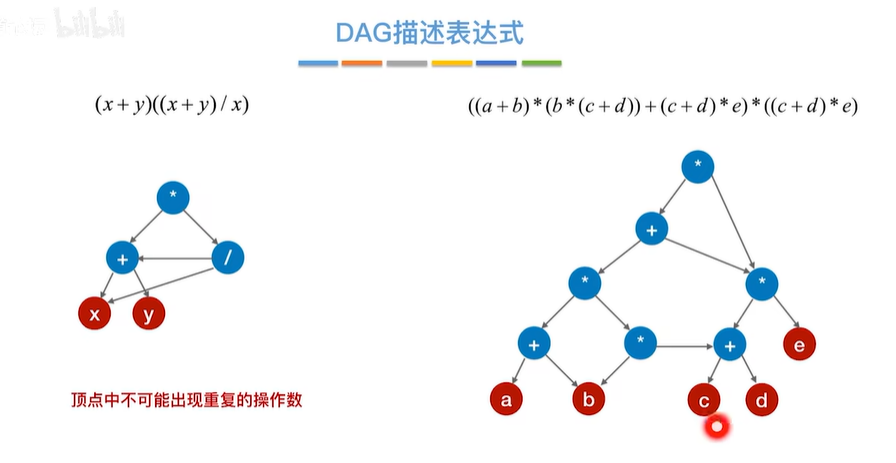 bilibili
DAG描述表达式
(x+y)((x+y)/x)
((a+b)*(b*(c+d))+(c+d)*e)*((c+d)*e)
*
*
+
+
/
*
*
x
y
+
*
+
e
a
b
c
d
顶点中不可能出现重复的操作数